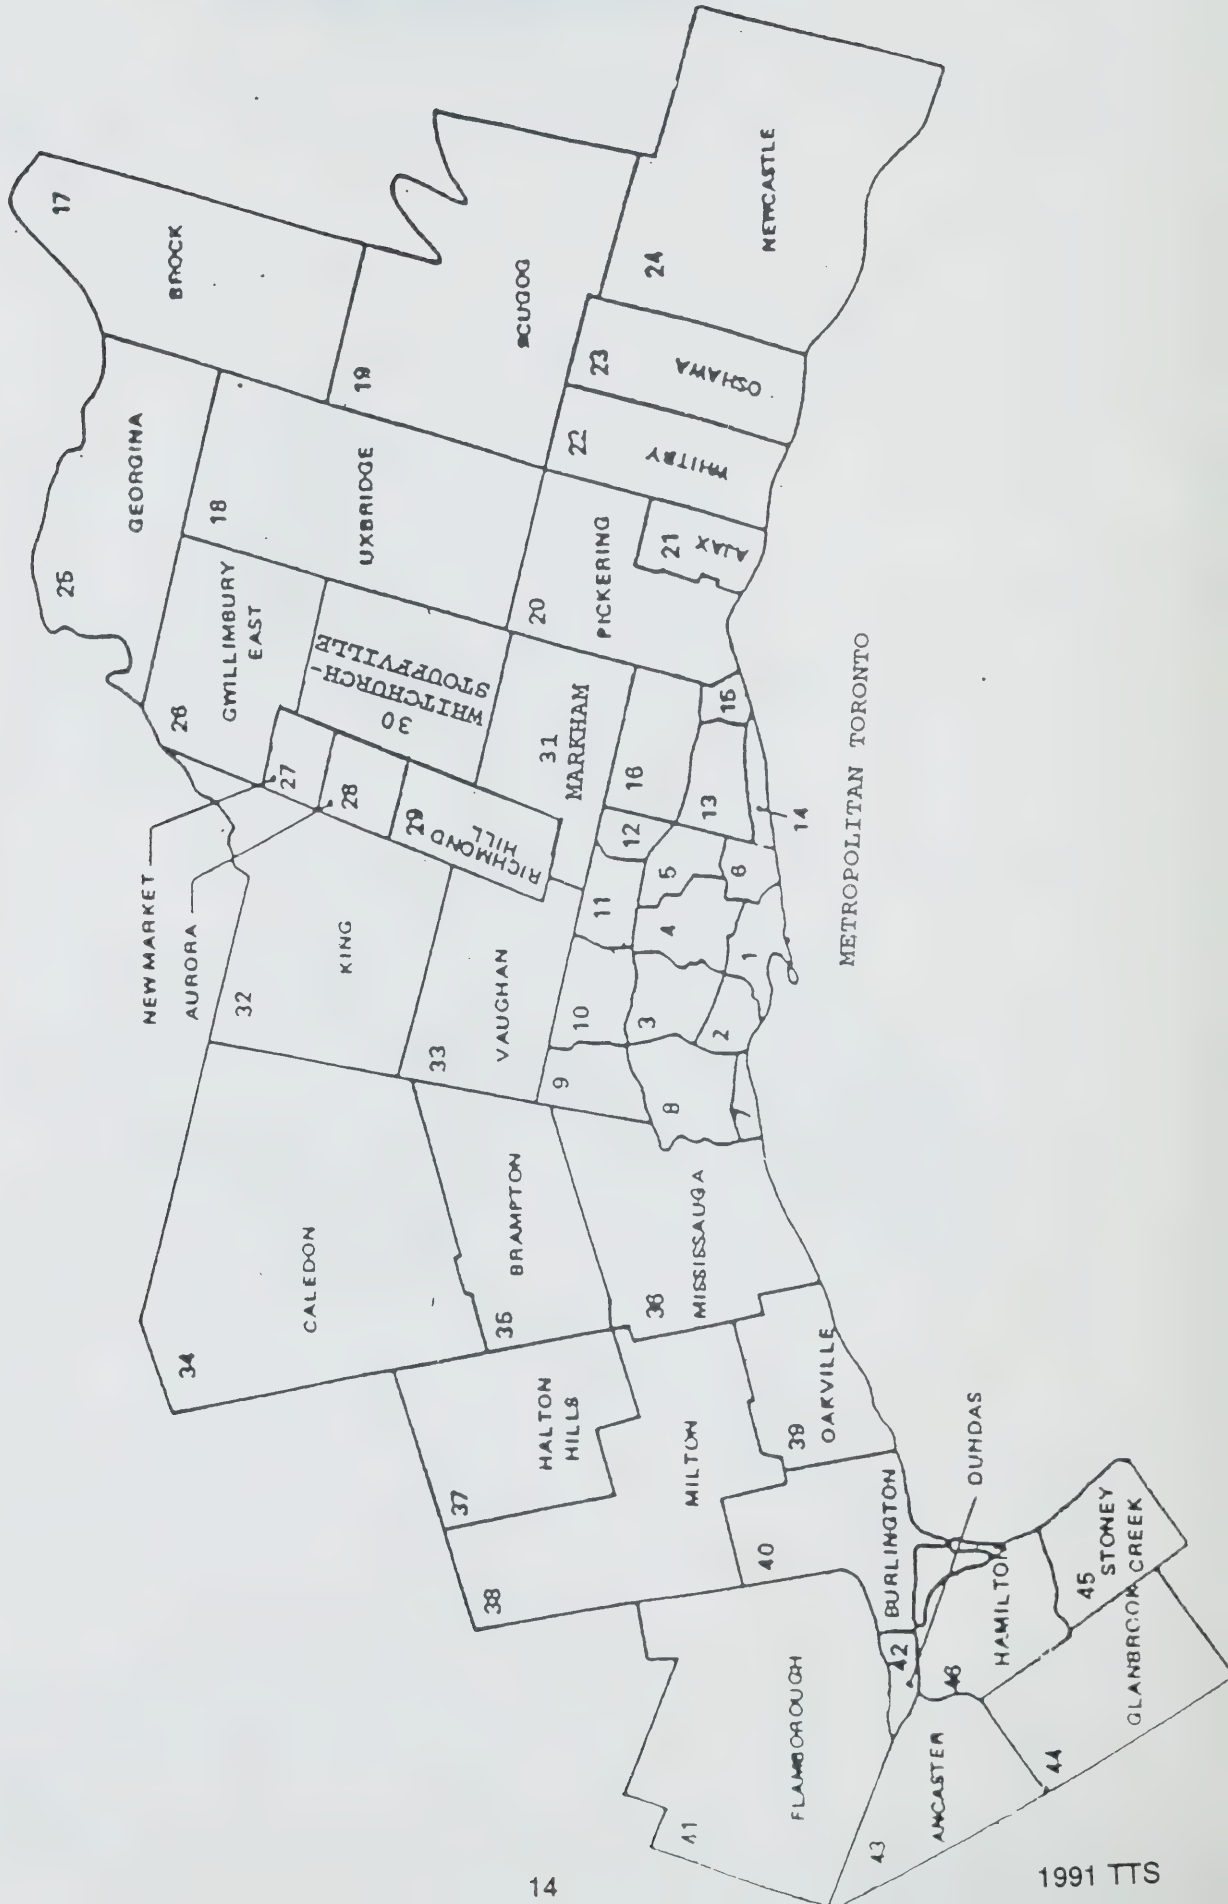 17
BROCK
25
GEORGINA
18
UXBRIDGE
19
SCUGOG
24
NEWCASTLE
23
OSHAWA
22
WHITBY
21
AJAX
20
PICKERING
26
GWILLIMBURY
EAST
27
28
29
RICHMOND
HILL
30
WHITCHURCH-
STOUFFVILLE
31
MARKHAM
NEWMARKET
AURORA
32
KING
33
VAUGHAN
16
15
13
14
12
11
5
6
4
1
10
3
2
9
8
7
METROPOLITAN TORONTO
34
CALEDON
35
BRAMPTON
36
MISSISSAUGA
37
HALTON
HILLS
38
MILTON
39
OAKVILLE
40
BURLINGTON
DUNDAS
41
FLAMBOROUGH
42
43
ANCASTER
44
GLANBROOK
45
STONEY
CREEK
46
HAMILTON
14
1991 TTS